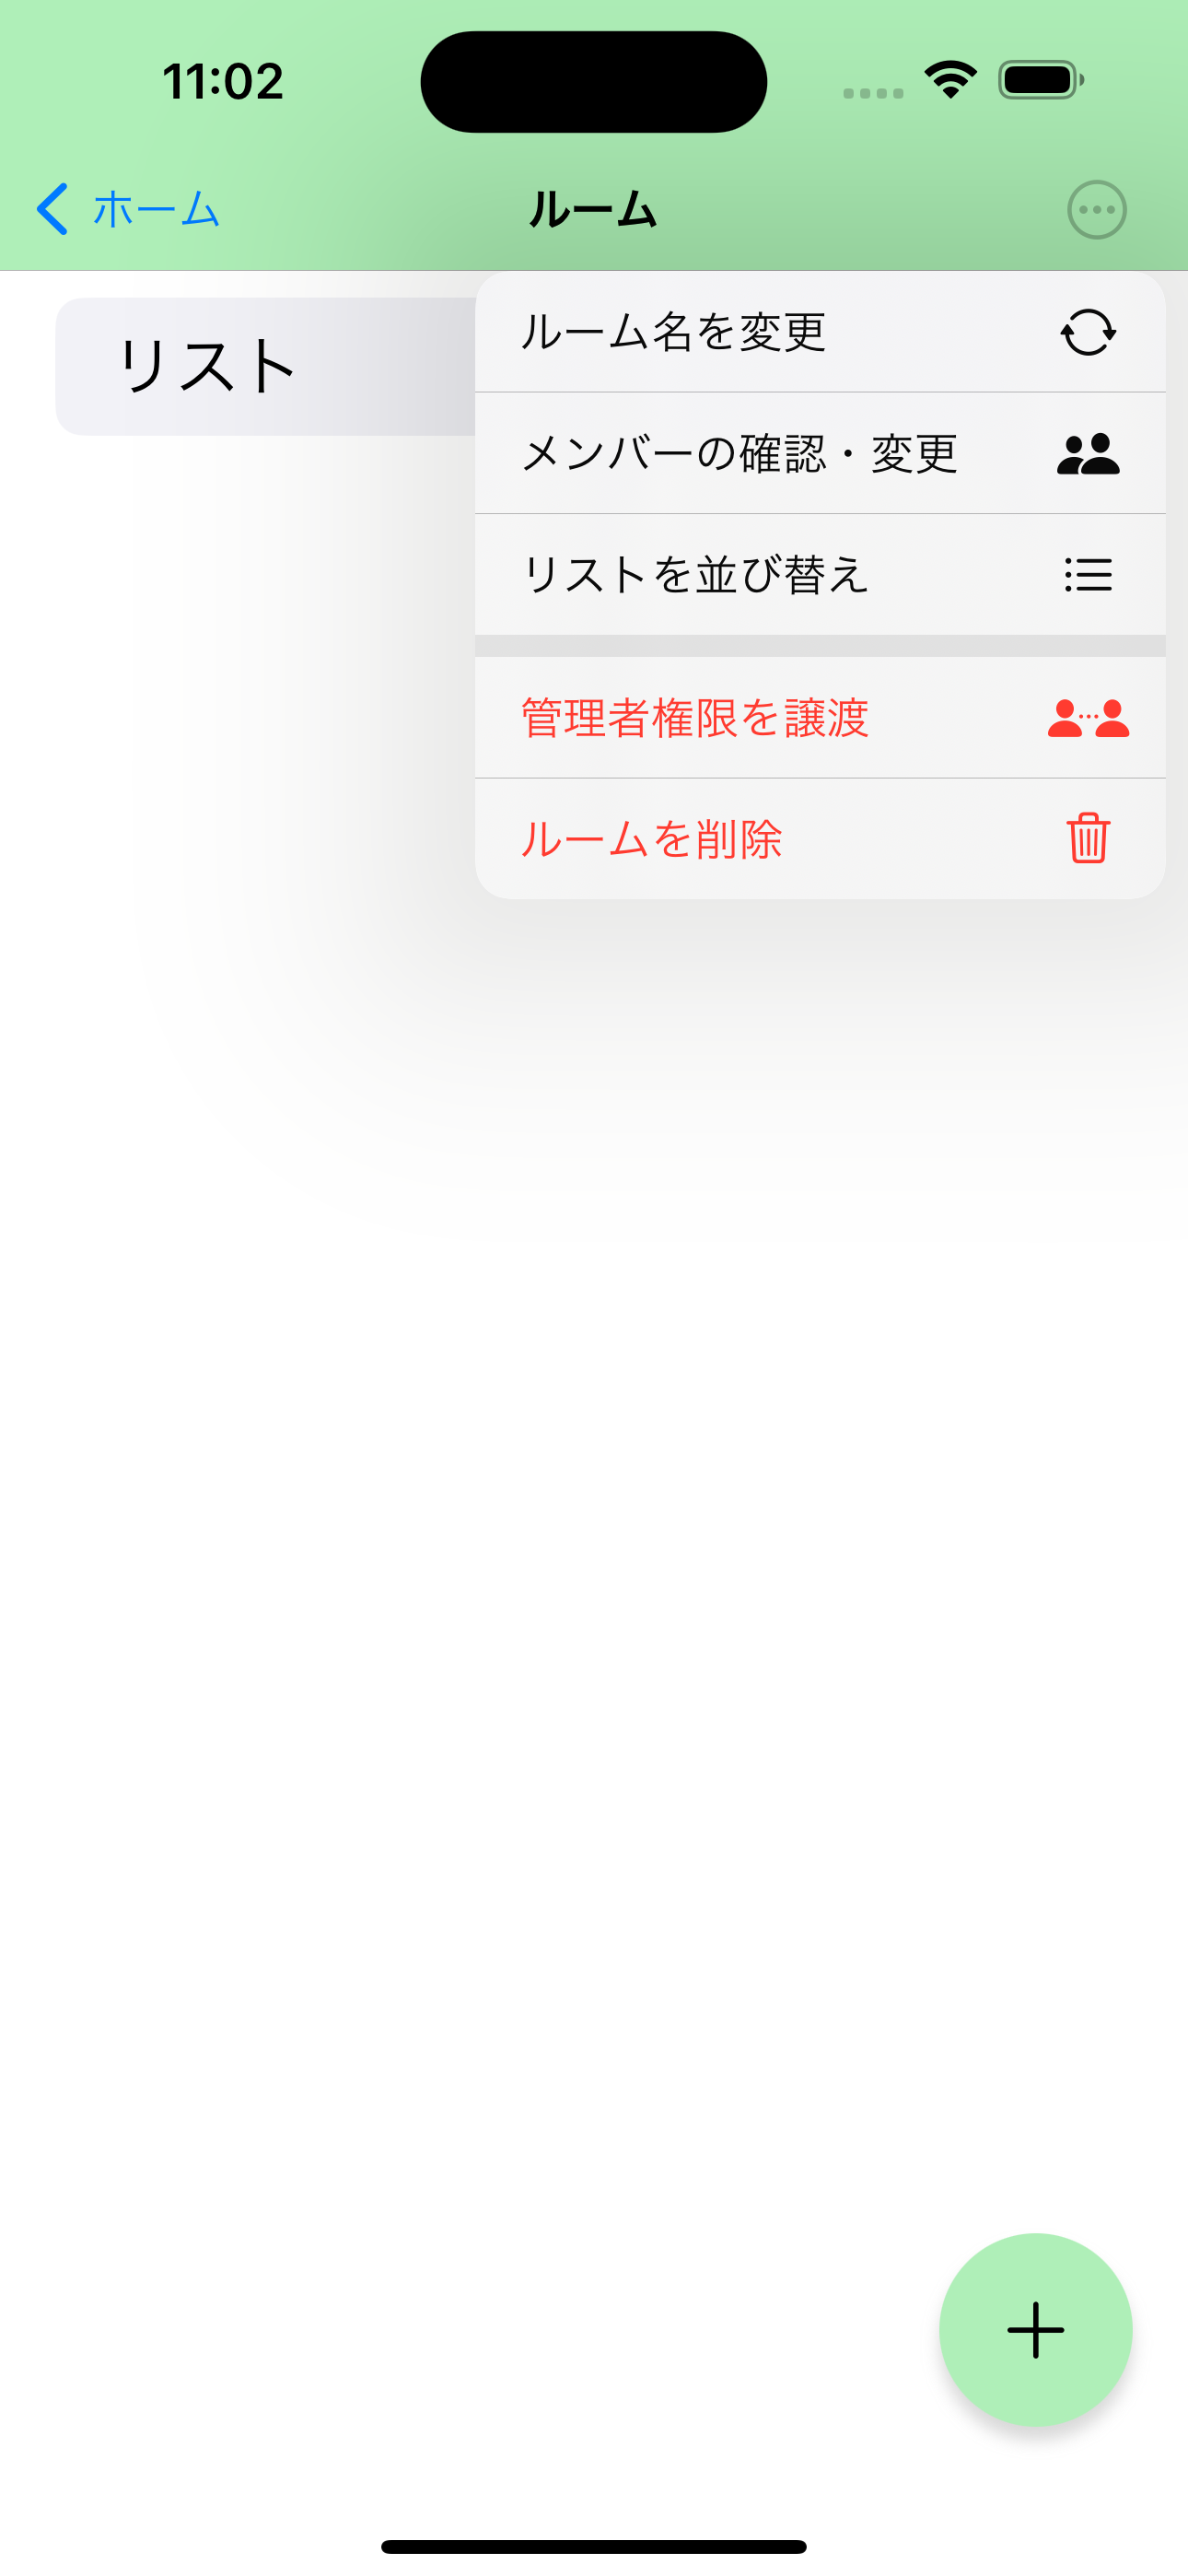 11:02
ホーム
ルーム
リスト
ルーム名を変更
メンバーの確認・変更
リストを並び替え
管理者権限を譲渡
ルームを削除